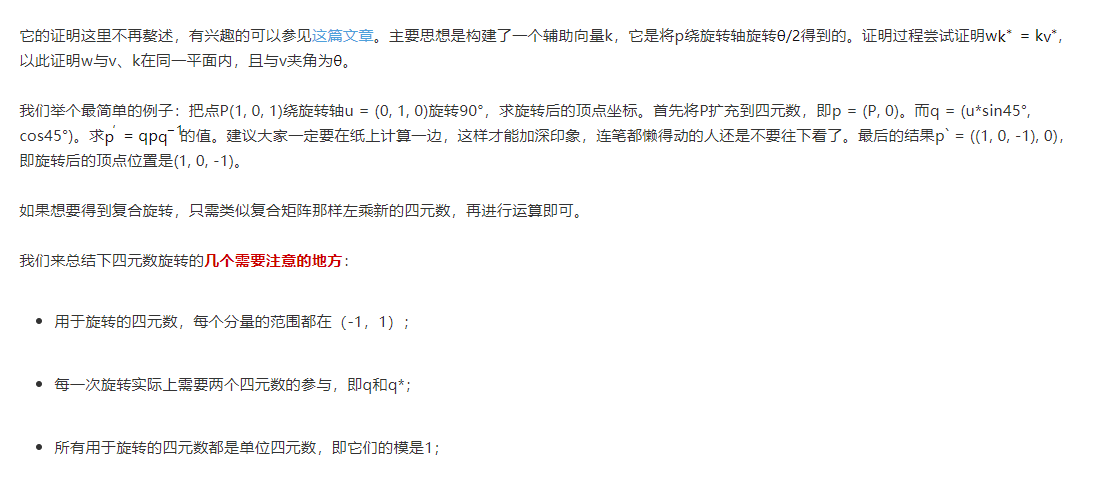 它的证明这里不再赘述，有兴趣的可以参见这篇文章。主要思想是构建了一个辅助向量k，它是将p绕旋转轴旋转θ/2得到的。证明过程尝试证明wk* = kv*，
以此证明w与v、k在同一平面内，且与v夹角为θ。
我们举个最简单的例子：把点P(1, 0, 1)绕旋转轴u = (0, 1, 0)旋转90°，求旋转后的顶点坐标。首先将P扩充到四元数，即p = (P, 0)。而q = (u*sin45°,
cos45°)。求p′ = qpq⁻¹的值。建议大家一定要在纸上计算一边，这样才能加深印象，连笔都懒得动的人还是不要往下看了。最后的结果p` = ((1, 0, -1), 0)，
即旋转后的顶点位置是(1, 0, -1)。
如果想要得到复合旋转，只需类似复合矩阵那样左乘新的四元数，再进行运算即可。
我们来总结下四元数旋转的几个需要注意的地方：
• 用于旋转的四元数，每个分量的范围都在（-1，1）；
• 每一次旋转实际上需要两个四元数的参与，即q和q*；
• 所有用于旋转的四元数都是单位四元数，即它们的模是1；